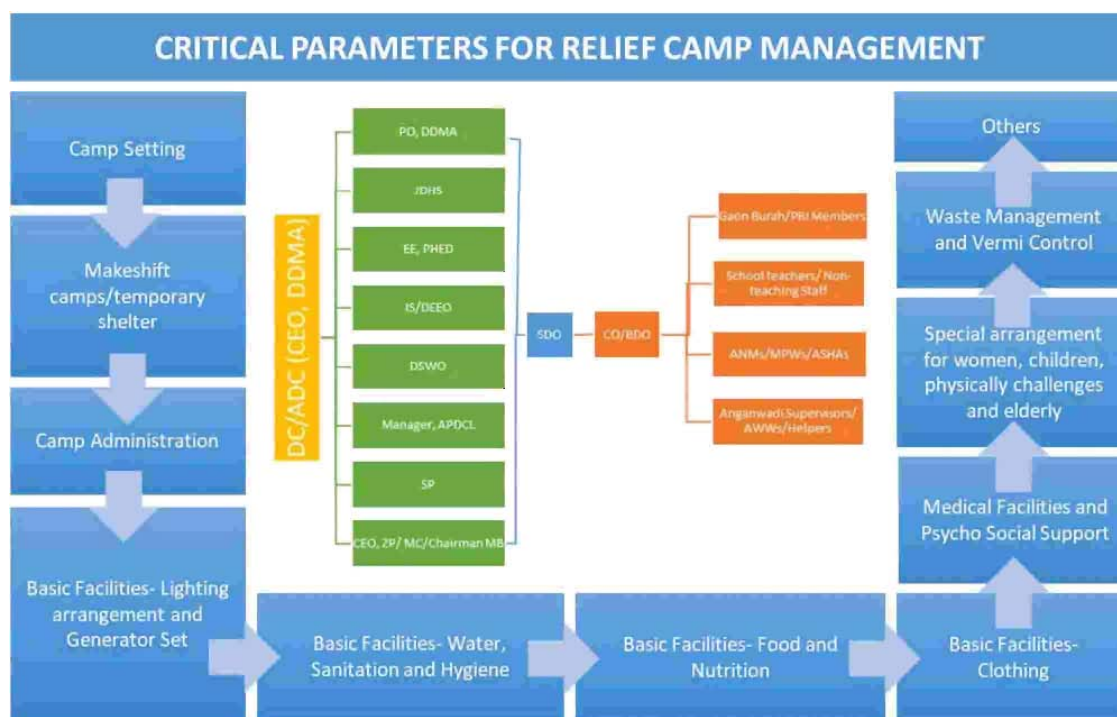 CRITICAL PARAMETERS FOR RELIEF CAMP MANAGEMENT
Camp Setting
Makeshift
camps/temporary
shelter
Camp Administration
Basic Facilities- Lighting
arrangement and
Generator Set
Basic Facilities- Water,
Sanitation and Hygiene
Basic Facilities- Food and
Nutrition
Basic Facilities-
Clothing
Medical Facilities and
Psycho Social Support
Special arrangement
for women, children,
physically challenges
and elderly
Waste Management
and Vermi Control
Others
DC/ADC (CEO, DDMA)
PO, DDMA
JDHS
EE, PHED
IS/DEEO
DSWO
Manager, APDCL
SP
CEO, ZP/ MC/Chairman MB
SDO
CO/BDO
Gaon Burah/PRI Members
School teachers/ Non-
teaching Staff
ANMs/MPWs/ASHAs
Anganwadi Supervisors/
AWWs/Helpers